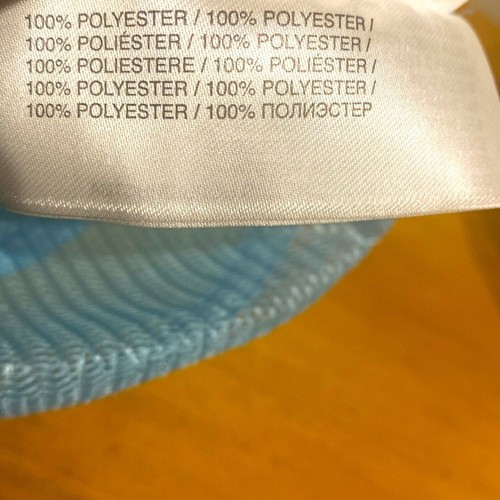 100% POLYESTER / 100% POLYESTER /
100% POLIÉSTER / 100% POLYESTER /
100% POLIESTERE / 100% POLIÉSTER /
100% POLYESTER / 100% POLYESTER /
100% POLYESTER / 100% ПОЛИЭСТЕР